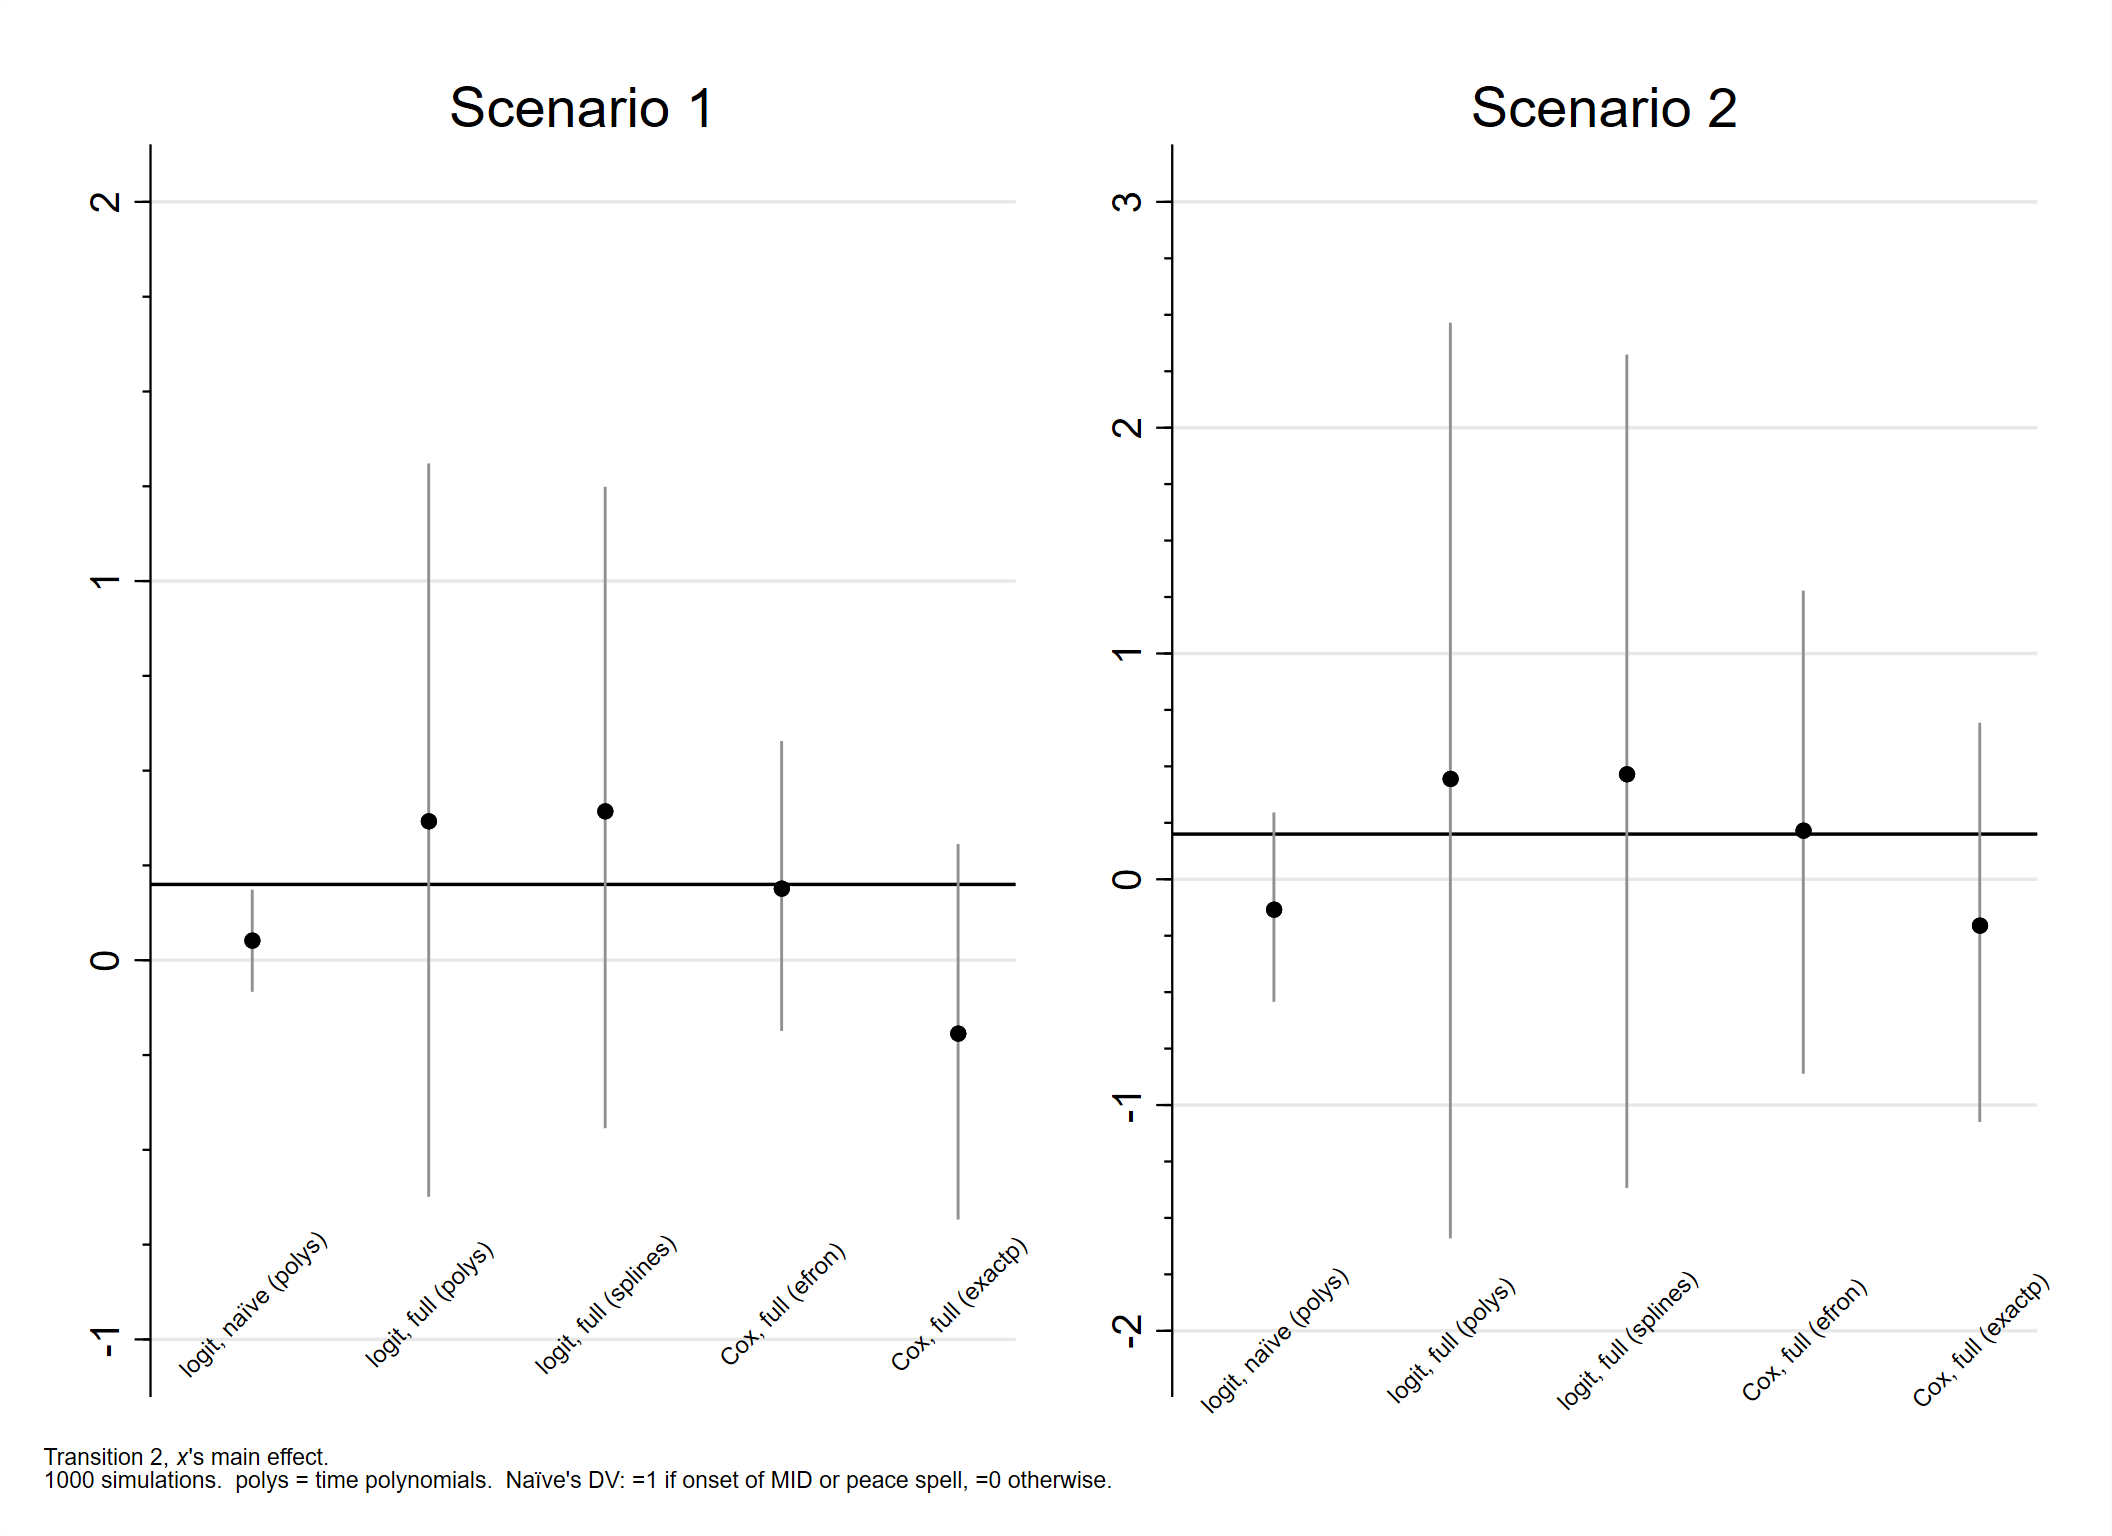 Scenario 1
2
1
0
-1
logit, naïve (polys)
logit, full (polys)
logit, full (splines)
Cox, full (efron)
Cox, full (exactp)
Scenario 2
3
2
1
0
-1
-2
logit, naïve (polys)
logit, full (polys)
logit, full (splines)
Cox, full (efron)
Cox, full (exactp)
Transition 2, x's main effect.
1000 simulations.  polys = time polynomials.  Naïve's DV: =1 if onset of MID or peace spell, =0 otherwise.